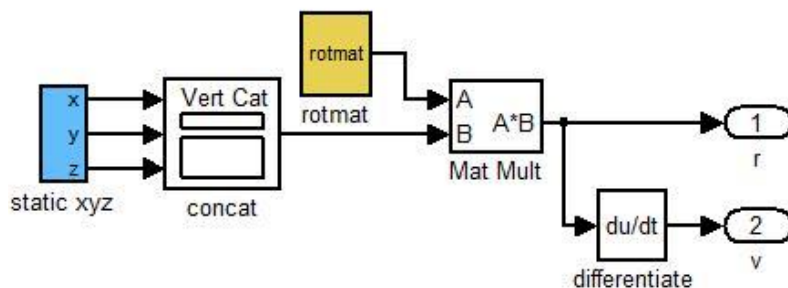 x
y
z
static xyz
Vert Cat
concat
rotmat
rotmat
A
B
A*B
Mat Mult
1
r
du/dt
differentiate
2
v